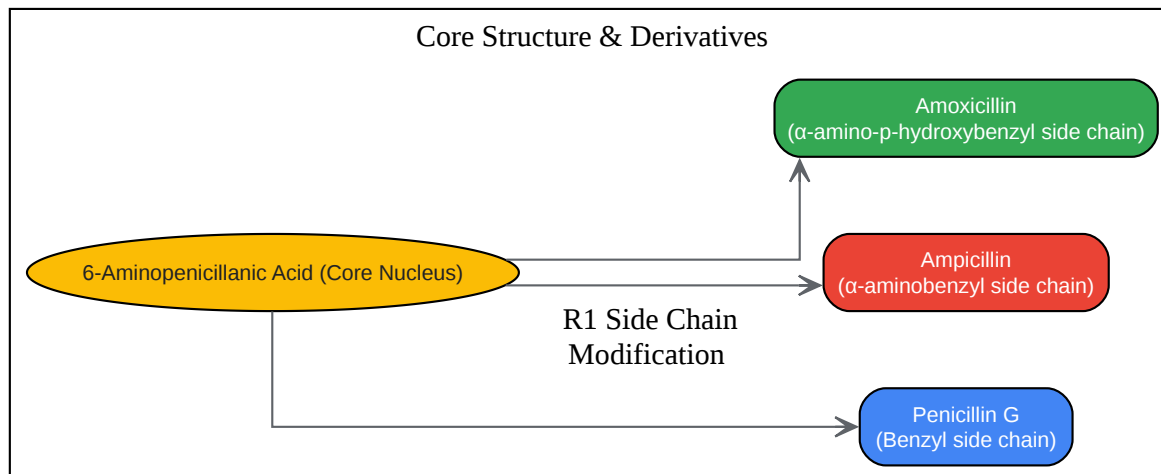 Core Structure & Derivatives
Amoxicillin
(α-amino-p-hydroxybenzyl side chain)
6-Aminopenicillanic Acid (Core Nucleus)
Ampicillin
(α-aminobenzyl side chain)
R1 Side Chain
Modification
Penicillin G
(Benzyl side chain)